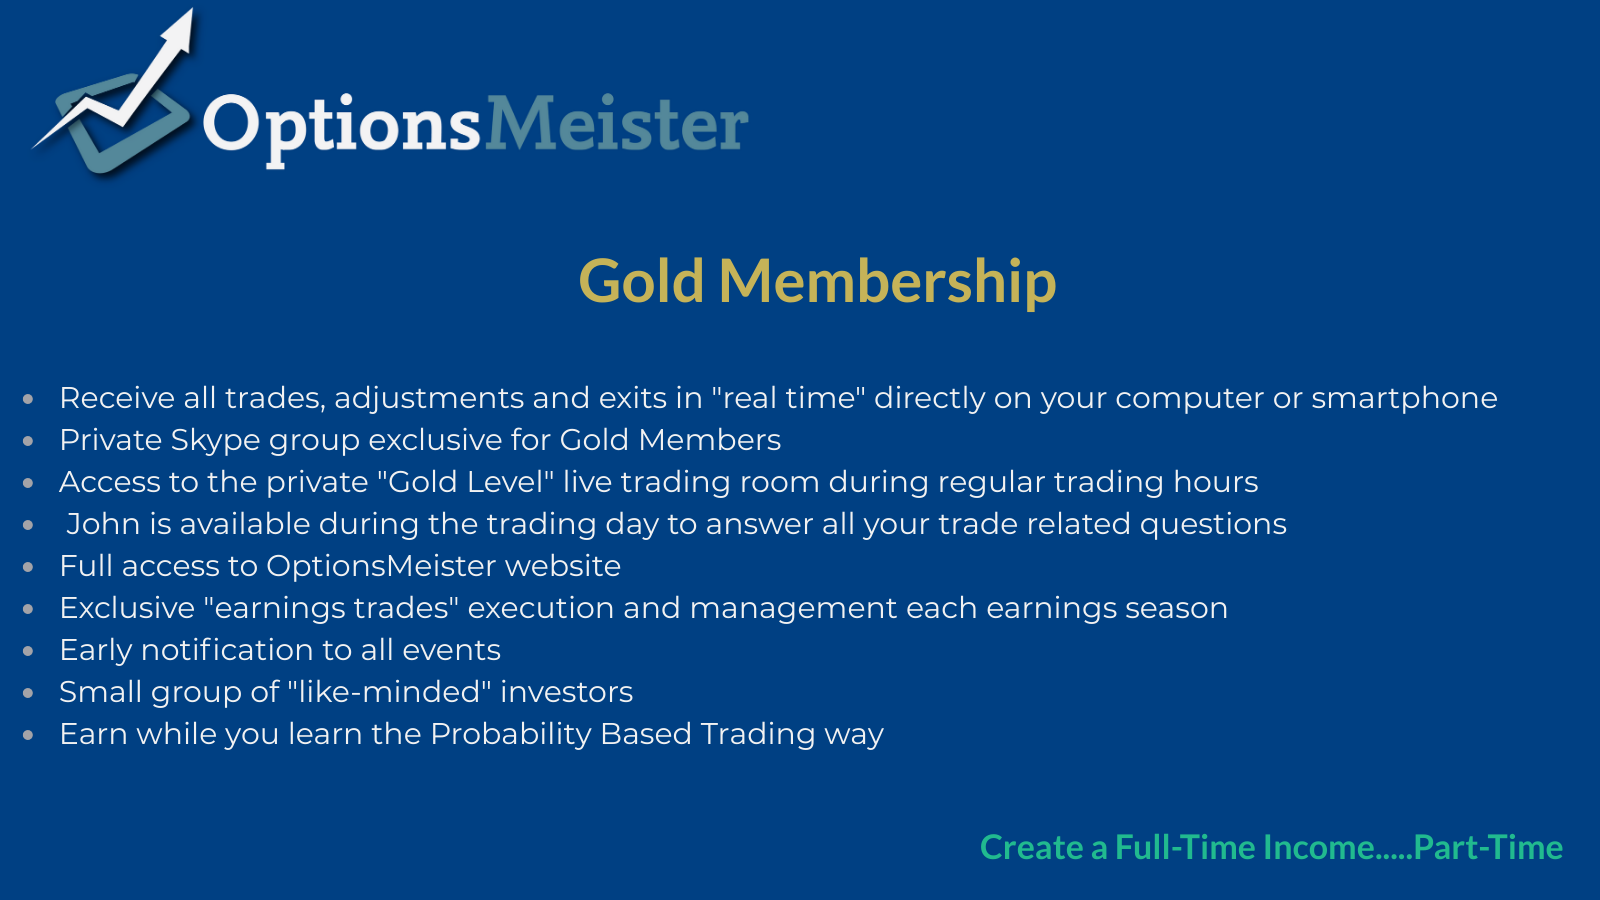 OptionsMeister
Gold Membership
• Receive all trades, adjustments and exits in "real time" directly on your computer or smartphone
• Private Skype group exclusive for Gold Members
• Access to the private "Gold Level" live trading room during regular trading hours
• John is available during the trading day to answer all your trade related questions
• Full access to OptionsMeister website
• Exclusive "earnings trades" execution and management each earnings season
• Early notification to all events
• Small group of "like-minded" investors
• Earn while you learn the Probability Based Trading way
Create a Full-Time Income.....Part-Time